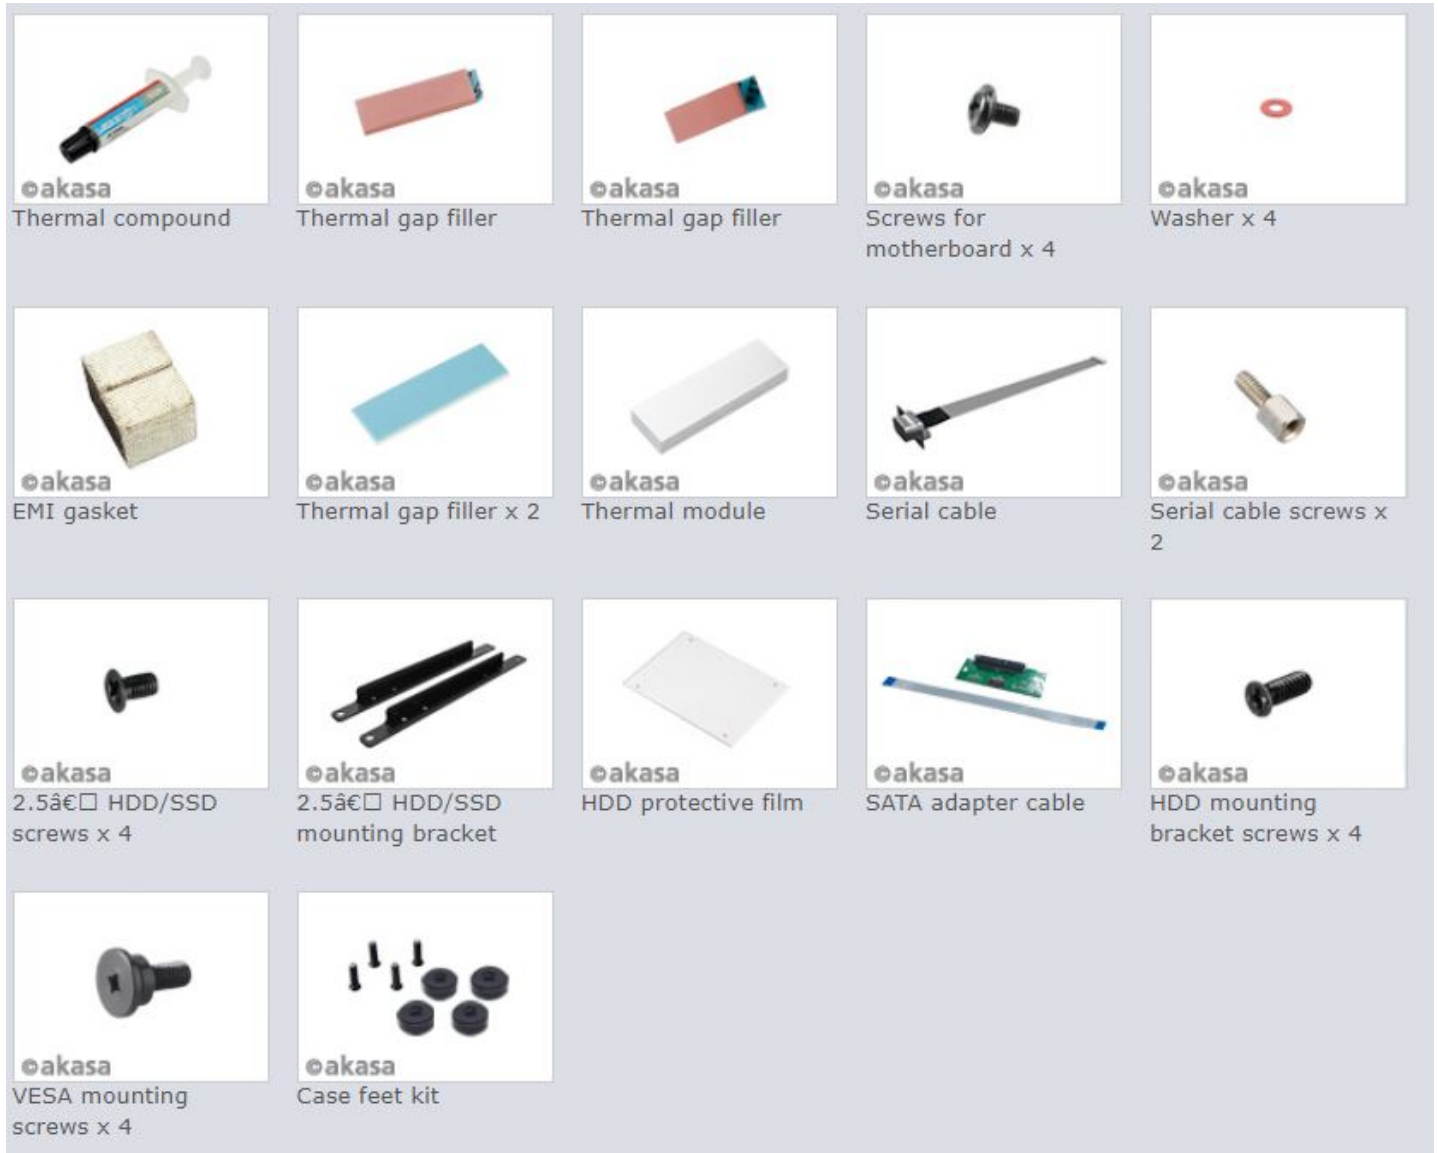 ©akasa
Thermal compound
©akasa
Thermal gap filler
©akasa
Thermal gap filler
©akasa
Screws for
motherboard x 4
©akasa
Washer x 4
©akasa
EMI gasket
©akasa
Thermal gap filler x 2
©akasa
Thermal module
©akasa
Serial cable
©akasa
Serial cable screws x
2
©akasa
2.5â€□ HDD/SSD
screws x 4
©akasa
2.5â€□ HDD/SSD
mounting bracket
©akasa
HDD protective film
©akasa
SATA adapter cable
©akasa
HDD mounting
bracket screws x 4
©akasa
VESA mounting
screws x 4
©akasa
Case feet kit